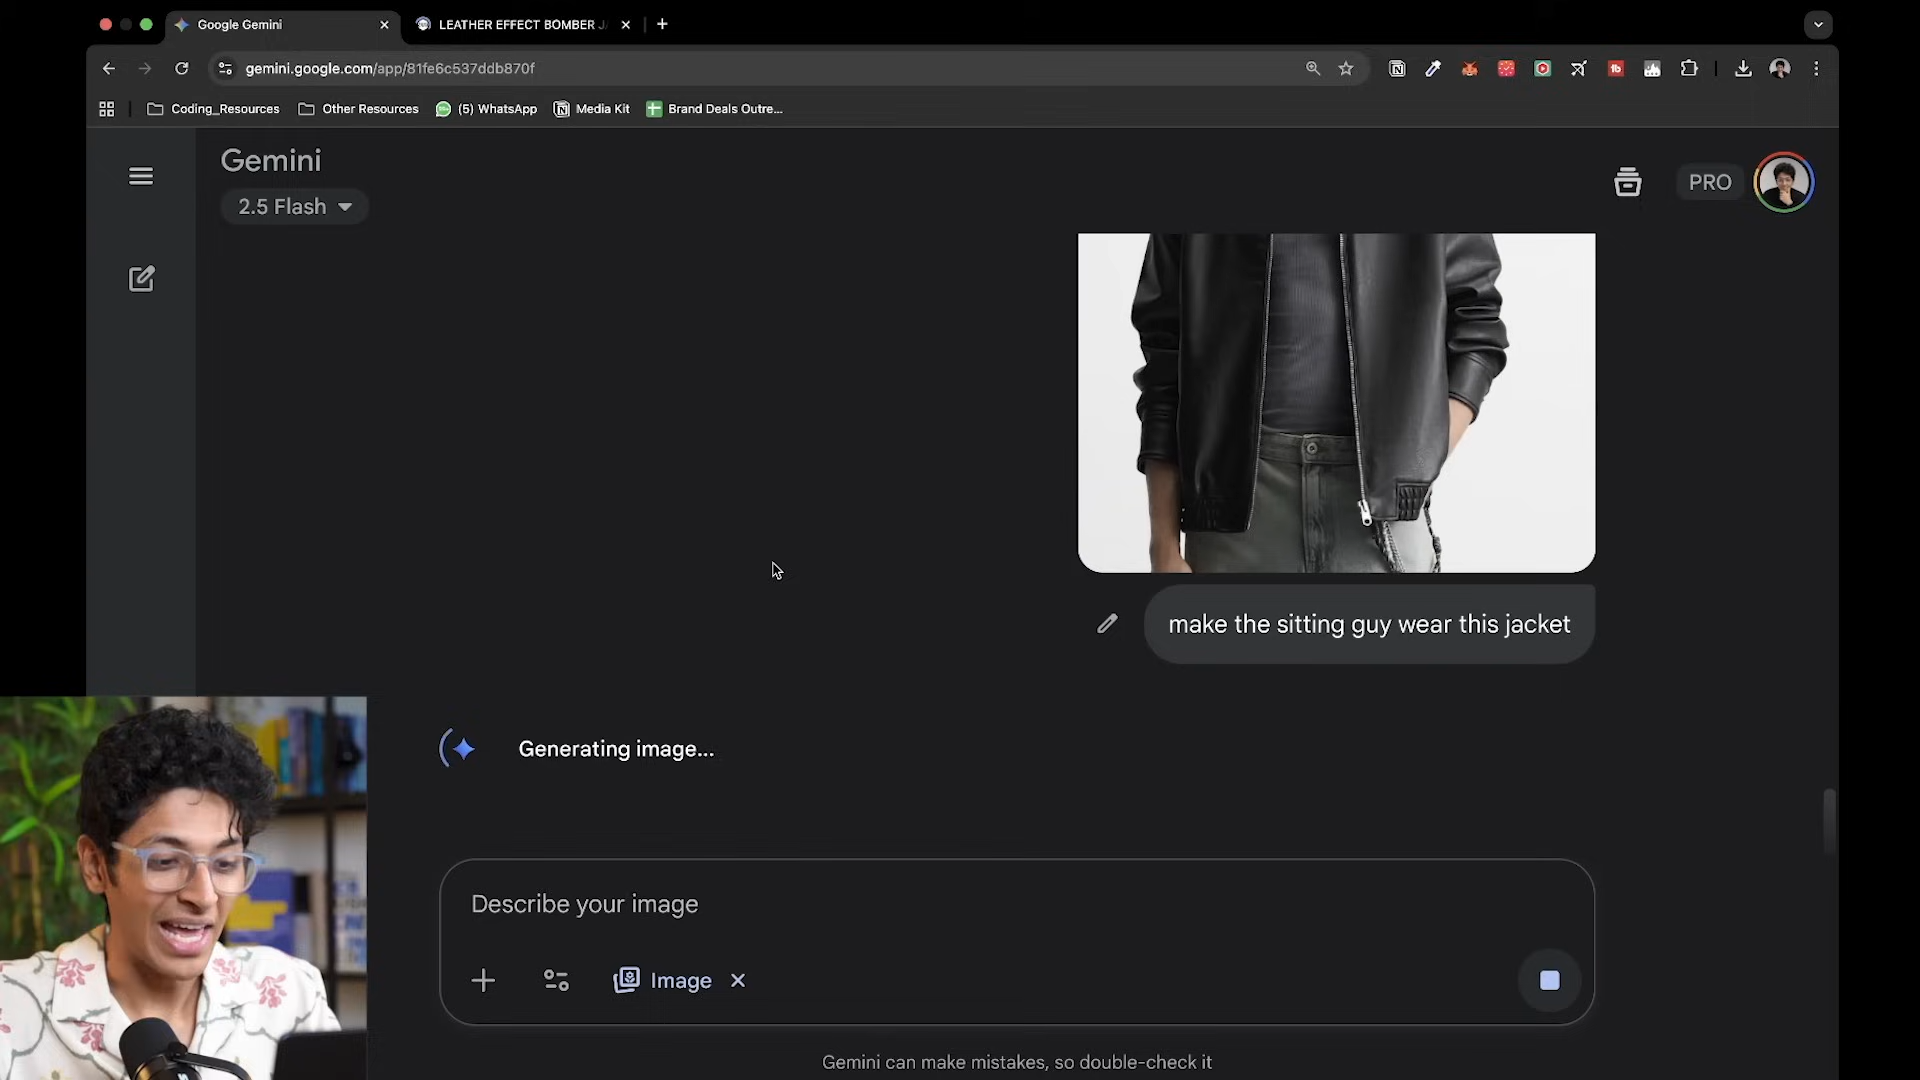 Google Gemini
LEATHER EFFECT BOMBER
gemini.google.com/app/81fe6c537ddb870f
Coding_Resources
Other Resources
(5) WhatsApp
Media Kit
Brand Deals Outre...
Gemini
2.5 Flash
PRO
make the sitting guy wear this jacket
Generating image...
Describe your image
Image
Gemini can make mistakes, so double-check it